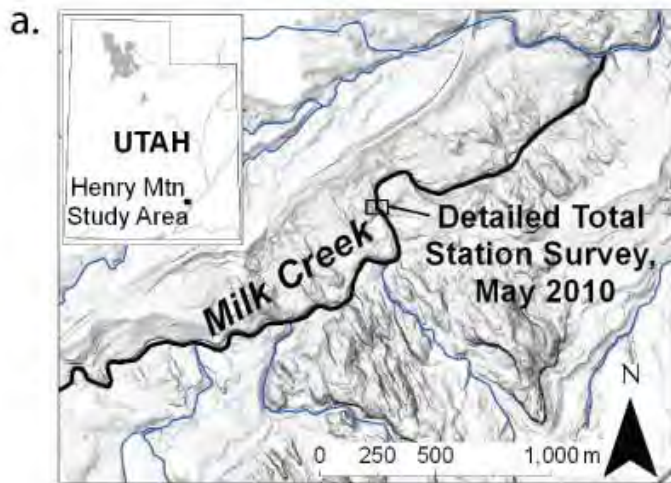 a.
UTAH
Henry Mtn
Study Area
Milk Creek
Detailed Total
Station Survey,
May 2010
N
0 250 500 1,000 m